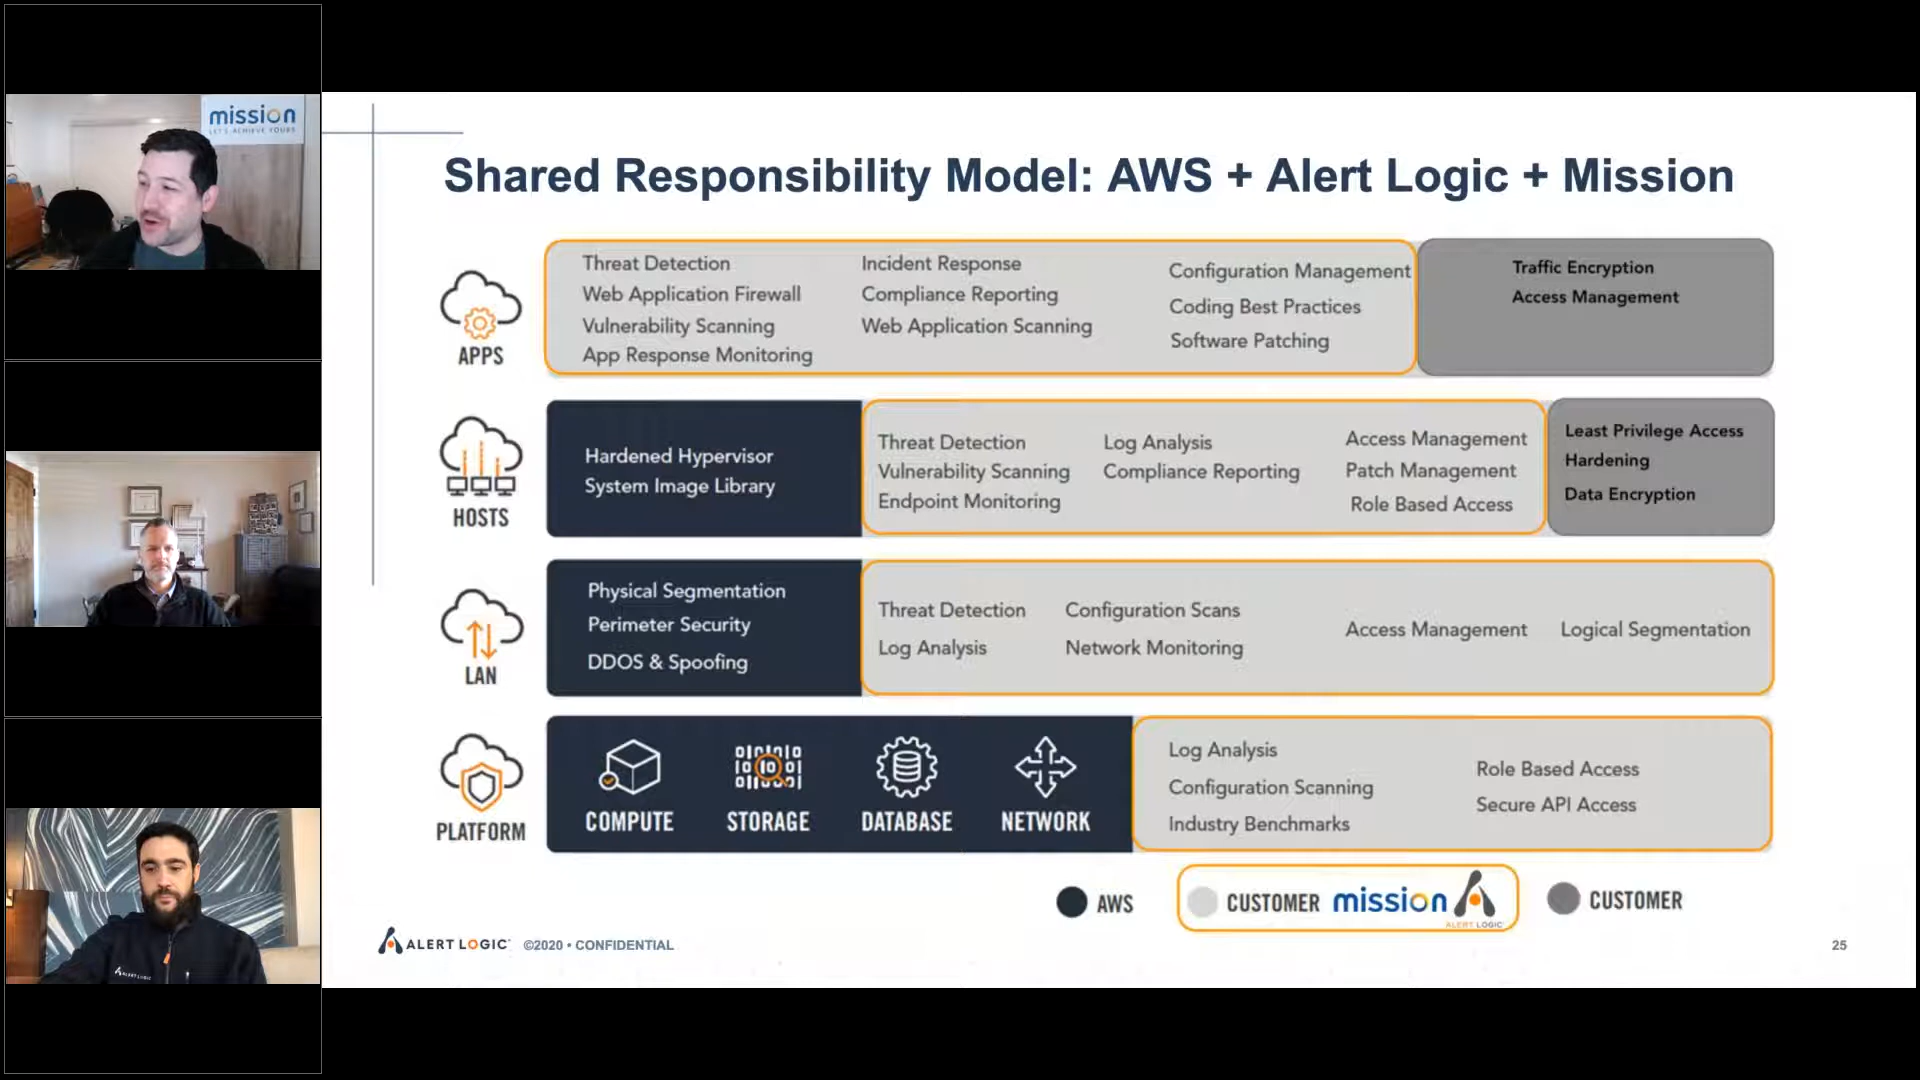 mission
LET'S ACHIEVE YOURS
Shared Responsibility Model: AWS + Alert Logic + Mission
APPS
Threat Detection
Web Application Firewall
Vulnerability Scanning
App Response Monitoring
Incident Response
Compliance Reporting
Web Application Scanning
Configuration Management
Coding Best Practices
Software Patching
Traffic Encryption
Access Management
HOSTS
Hardened Hypervisor
System Image Library
Threat Detection
Vulnerability Scanning
Endpoint Monitoring
Log Analysis
Compliance Reporting
Access Management
Patch Management
Role Based Access
Least Privilege Access
Hardening
Data Encryption
LAN
Physical Segmentation
Perimeter Security
DDOS & Spoofing
Threat Detection
Log Analysis
Configuration Scans
Network Monitoring
Access Management
Logical Segmentation
PLATFORM
COMPUTE
STORAGE
DATABASE
NETWORK
Log Analysis
Configuration Scanning
Industry Benchmarks
Role Based Access
Secure API Access
AWS
CUSTOMER mission
ALERT LOGIC
CUSTOMER
ALERT LOGIC ©2020 • CONFIDENTIAL
25
ALERT LOGIC